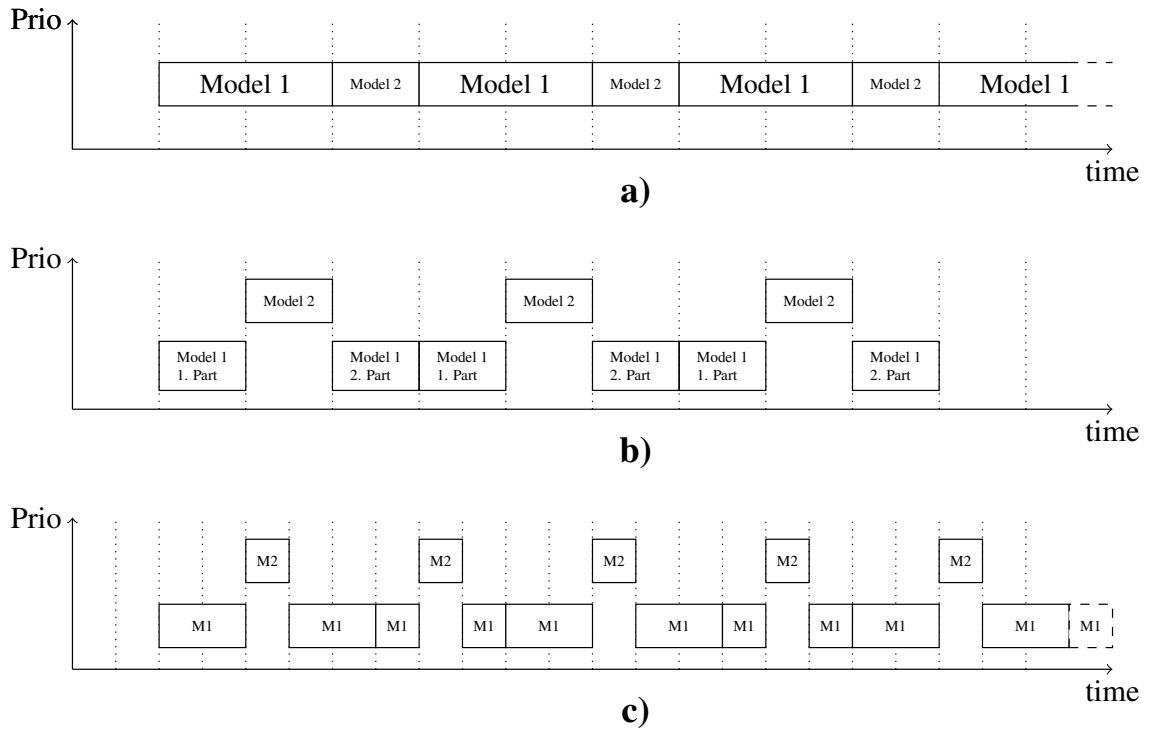 Prio
Model 1 Model 2 Model 1 Model 2 Model 1 Model 2 Model 1
time
a)
Prio
Model 2 Model 2 Model 2
Model 1 Model 1 Model 1 Model 1 Model 1 Model 1
1. Part 2. Part 1. Part 2. Part 1. Part 2. Part
time
b)
Prio
M2 M2 M2 M2 M2
M1 M1 M1 M1 M1 M1 M1 M1 M1 M1 M1
time
c)